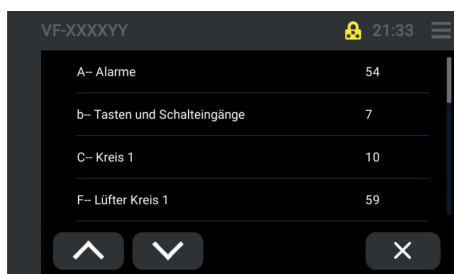 VF-XXXXYY 21:33
A-- Alarme 54
b-- Tasten und Schalteingänge 7
C-- Kreis 1 10
F-- Lüfter Kreis 1 59